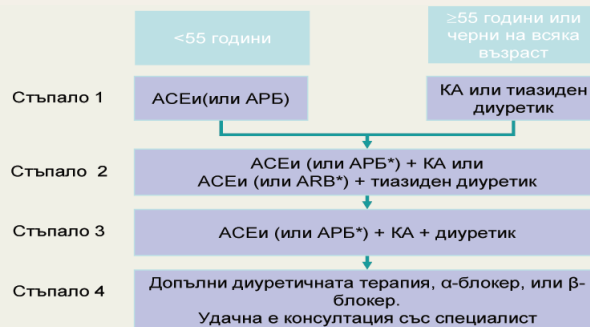 <55 години
≥55 години или
черни на всяка
възраст
Стъпало 1
АСЕи(или АРБ)
КА или тиазиден
диуретик
Стъпало 2
АСЕи (или АРБ*) + КА или
АСЕи (или ARB*) + тиазиден диуретик
Стъпало 3
АСЕи (или АРБ*) + КА + диуретик
Стъпало 4
Допълни диуретичната терапия, α-блокер, или β-
блокер.
Удачна е консултация със специалист